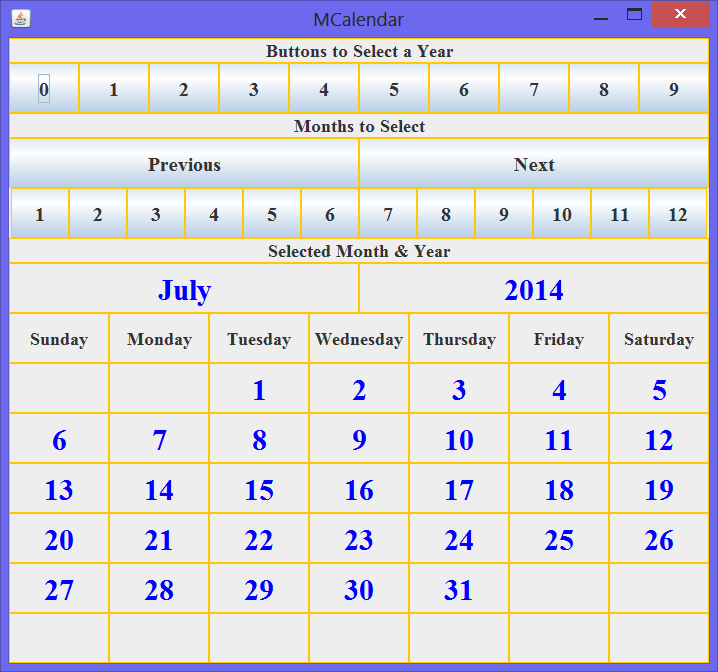 MCalendar
Buttons to Select a Year
0 1 2 3 4 5 6 7 8 9
Months to Select
Previous Next
1 2 3 4 5 6 7 8 9 10 11 12
Selected Month & Year
July 2014
Sunday Monday Tuesday Wednesday Thursday Friday Saturday
1 2 3 4 5
6 7 8 9 10 11 12
13 14 15 16 17 18 19
20 21 22 23 24 25 26
27 28 29 30 31